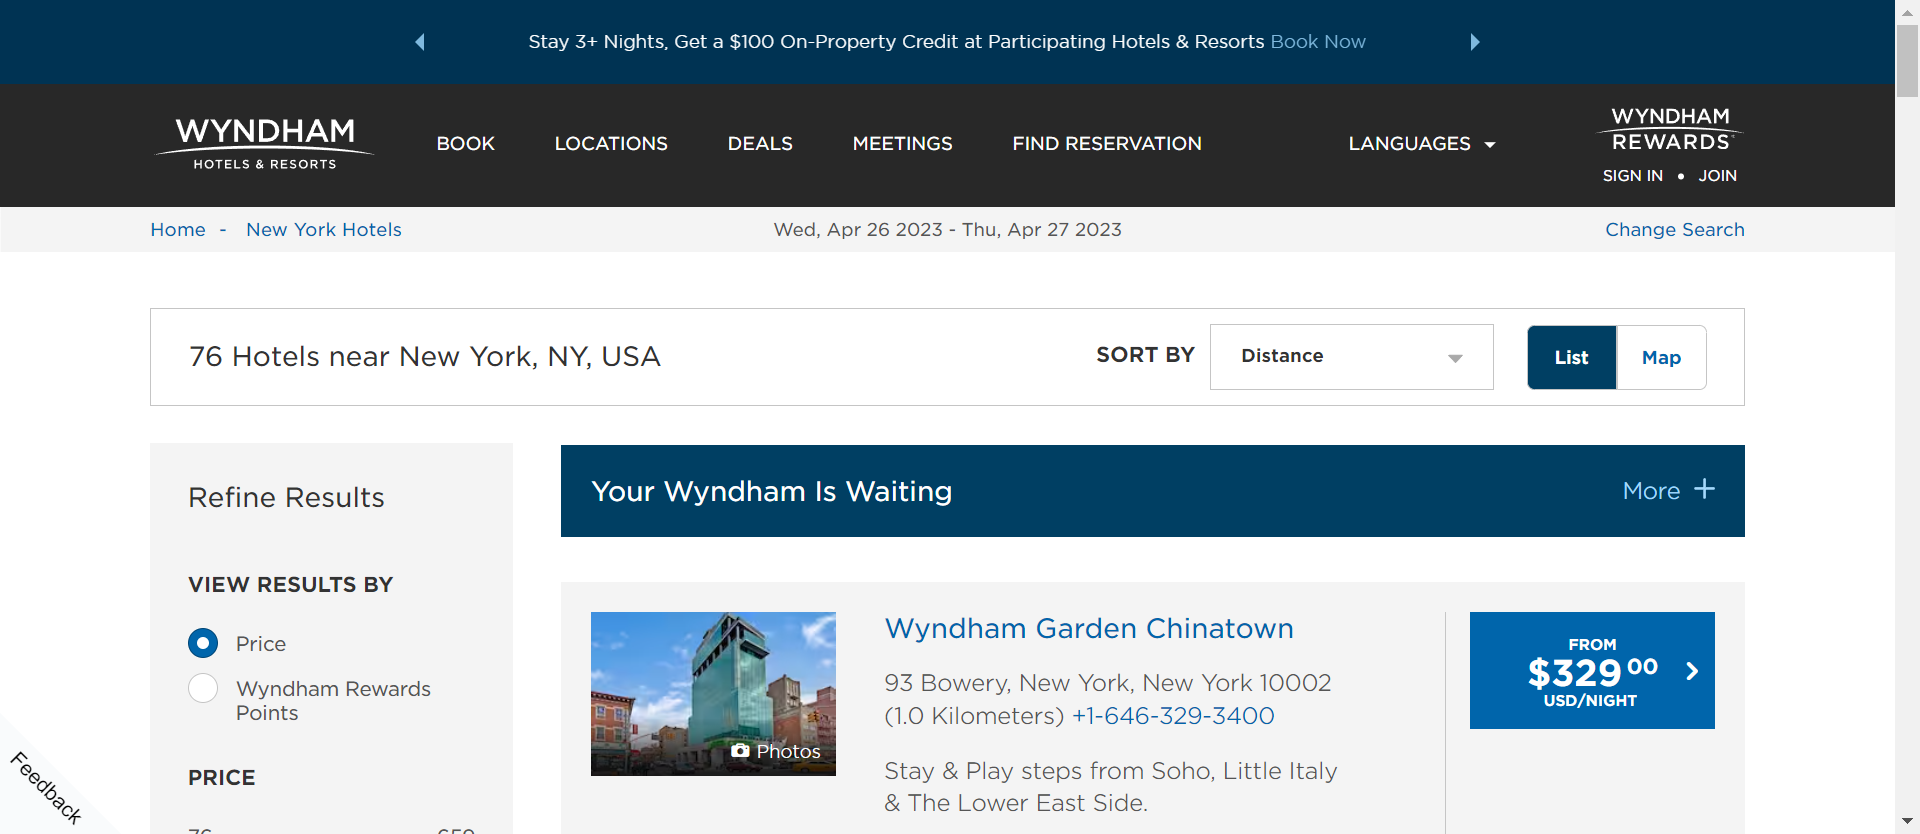 Stay 3+ Nights, Get a $100 On-Property Credit at Participating Hotels & Resorts Book Now
WYNDHAM
HOTELS & RESORTS
BOOK
LOCATIONS
DEALS
MEETINGS
FIND RESERVATION
LANGUAGES
WYNDHAM
REWARDS
SIGN IN • JOIN
Home - New York Hotels
Wed, Apr 26 2023 - Thu, Apr 27 2023
Change Search
76 Hotels near New York, NY, USA
SORT BY
Distance
List
Map
Refine Results
VIEW RESULTS BY
Price
Wyndham Rewards
Points
PRICE
Your Wyndham Is Waiting
More +
Photos
Wyndham Garden Chinatown
93 Bowery, New York, New York 10002
(1.0 Kilometers) +1-646-329-3400
Stay & Play steps from Soho, Little Italy
& The Lower East Side.
FROM
$329 00
USD/NIGHT
Feedback